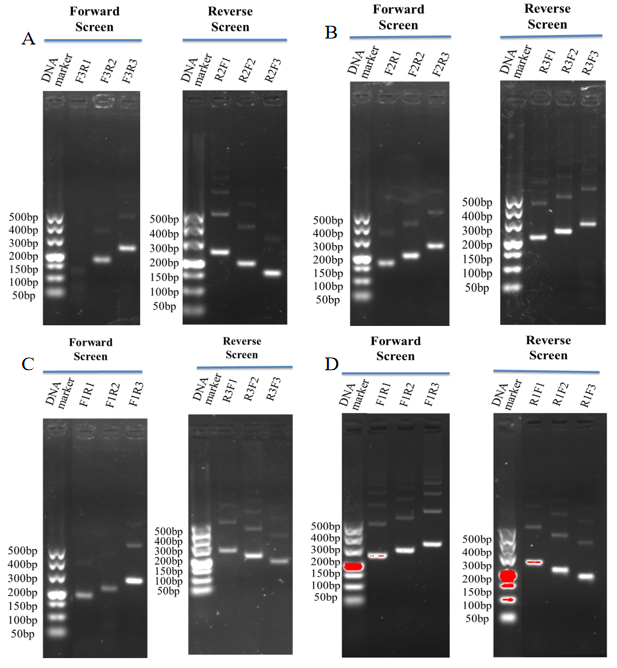 A
Forward
Screen
DNA
marker
F3R1
F3R2
F3R3
500bp
400bp
300bp
200bp
150bp
100bp
50bp
Reverse
Screen
DNA
marker
R2F1
R2F2
R2F3
500bp
400bp
300bp
200bp
150bp
100bp
50bp
B
Forward
Screen
DNA
marker
F2R1
F2R2
F2R3
500bp
400bp
300bp
200bp
150bp
100bp
50bp
Reverse
Screen
DNA
marker
R3F1
R3F2
R3F3
500bp
400bp
300bp
200bp
150bp
100bp
50bp
C
Forward
Screen
DNA
marker
F1R1
F1R2
F1R3
500bp
400bp
300bp
200bp
150bp
100bp
50bp
Reverse
Screen
DNA
marker
R3F1
R3F2
R3F3
500bp
400bp
300bp
200bp
150bp
100bp
50bp
D
Forward
Screen
DNA
marker
F1R1
F1R2
F1R3
500bp
400bp
300bp
200bp
150bp
100bp
50bp
Reverse
Screen
DNA
marker
R1F1
R1F2
R1F3
500bp
400bp
300bp
200bp
150bp
100bp
50bp